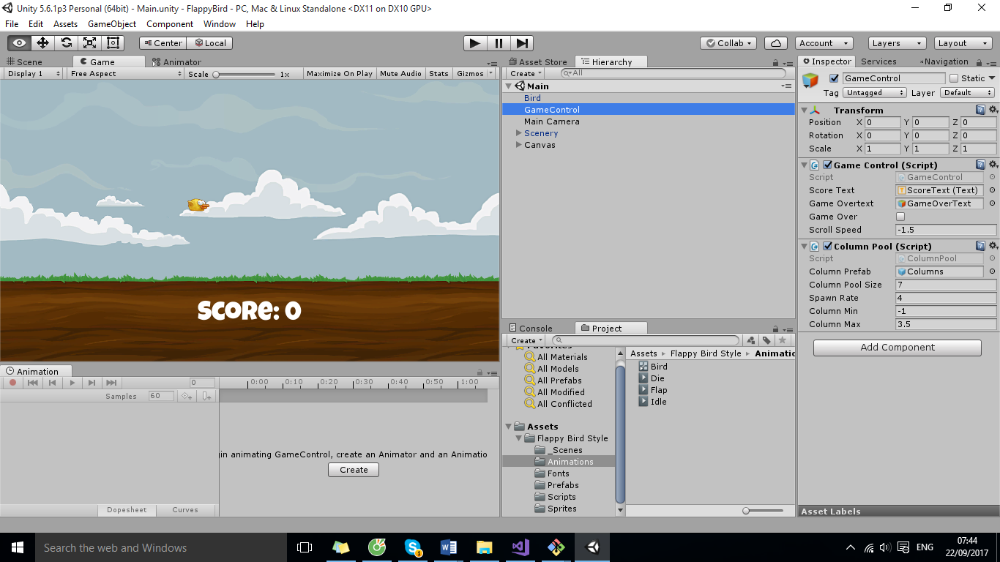 Unity 5.6.1p3 Personal (64bit) - Main.unity - FlappyBird - PC, Mac & Linux Standalone <DX11 on DX10 GPU>
File Edit Assets GameObject Component Window Help
Center Local Collab Account Layers Layout
Scene Game Animator
Display 1 Free Aspect Scale 1x Maximize On Play Mute Audio Stats Gizmos
Score: 0
Animation
0 0:00 0:10 0:20 0:30 0:40 0:50 1:00
Samples 60
in animating GameControl, create an Animator and an Animatio
Create
Dopesheet Curves
Asset Store Hierarchy
Create All
Main
Bird
GameControl
Main Camera
Scenery
Canvas
Console Project
Create
Favorites
All Materials
All Models
All Prefabs
All Modified
All Conflicted
Assets
Flappy Bird Style
_Scenes
Animations
Fonts
Prefabs
Scripts
Sprites
Assets Flappy Bird Style Animatio
Bird
Die
Flap
Idle
Inspector Services Navigation
GameControl Static
Tag Untagged Layer Default
Transform
Position X 0 Y 0 Z 0
Rotation X 0 Y 0 Z 0
Scale X 1 Y 1 Z 1
Game Control (Script)
Script GameControl
Score Text ScoreText (Text)
Game Overtext GameOverText
Game Over
Scroll Speed -1.5
Column Pool (Script)
Script ColumnPool
Column Prefab Columns
Column Pool Size 7
Spawn Rate 4
Column Min -1
Column Max 3.5
Add Component
Asset Labels
Search the web and Windows
1
ENG
07:44
22/09/2017